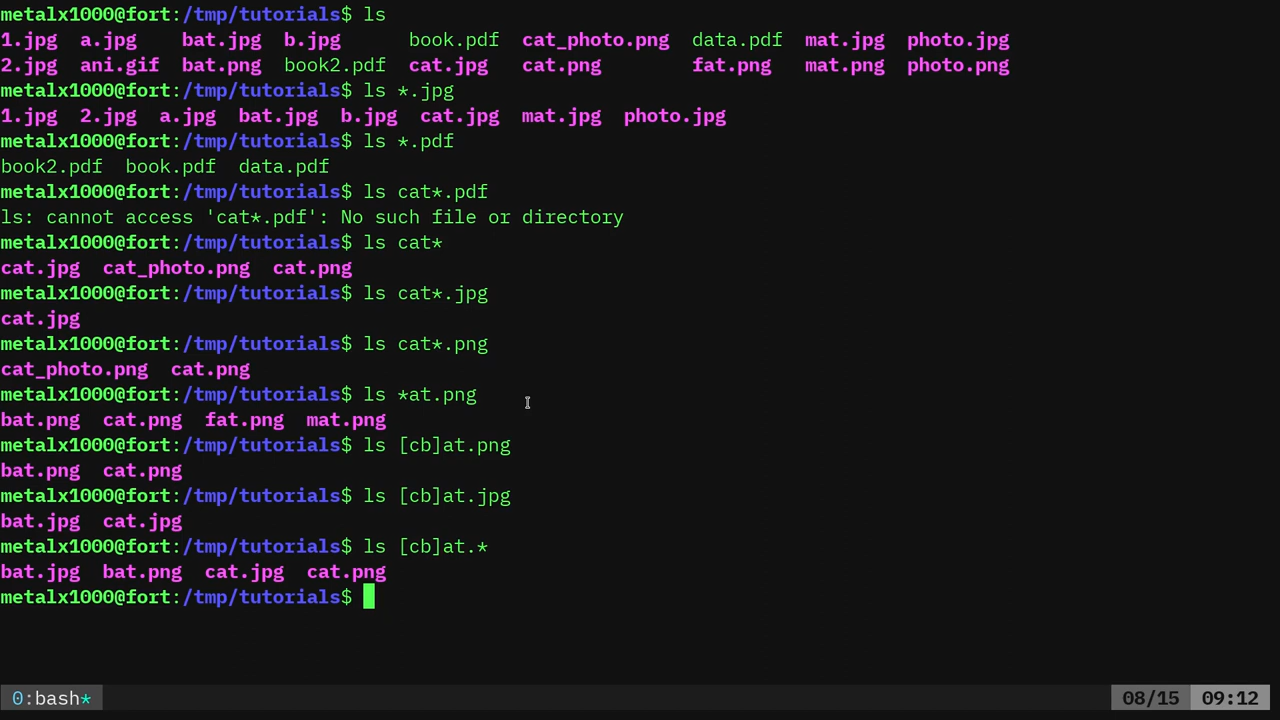 metalx1000@fort:/tmp/tutorials$ ls
1.jpg  a.jpg    bat.jpg  b.jpg      book.pdf  cat_photo.png  data.pdf  mat.jpg  photo.jpg
2.jpg  ani.gif  bat.png  book2.pdf  cat.jpg   cat.png        fat.png   mat.png  photo.png
metalx1000@fort:/tmp/tutorials$ ls *.jpg
1.jpg  2.jpg  a.jpg  bat.jpg  b.jpg  cat.jpg  mat.jpg  photo.jpg
metalx1000@fort:/tmp/tutorials$ ls *.pdf
book2.pdf  book.pdf  data.pdf
metalx1000@fort:/tmp/tutorials$ ls cat*.pdf
ls: cannot access 'cat*.pdf': No such file or directory
metalx1000@fort:/tmp/tutorials$ ls cat*
cat.jpg  cat_photo.png  cat.png
metalx1000@fort:/tmp/tutorials$ ls cat*.jpg
cat.jpg
metalx1000@fort:/tmp/tutorials$ ls cat*.png
cat_photo.png  cat.png
metalx1000@fort:/tmp/tutorials$ ls *at.png
bat.png  cat.png  fat.png  mat.png
metalx1000@fort:/tmp/tutorials$ ls [cb]at.png
bat.png  cat.png
metalx1000@fort:/tmp/tutorials$ ls [cb]at.jpg
bat.jpg  cat.jpg
metalx1000@fort:/tmp/tutorials$ ls [cb]at.*
bat.jpg  bat.png  cat.jpg  cat.png
metalx1000@fort:/tmp/tutorials$
0:bash* 08/15 09:12